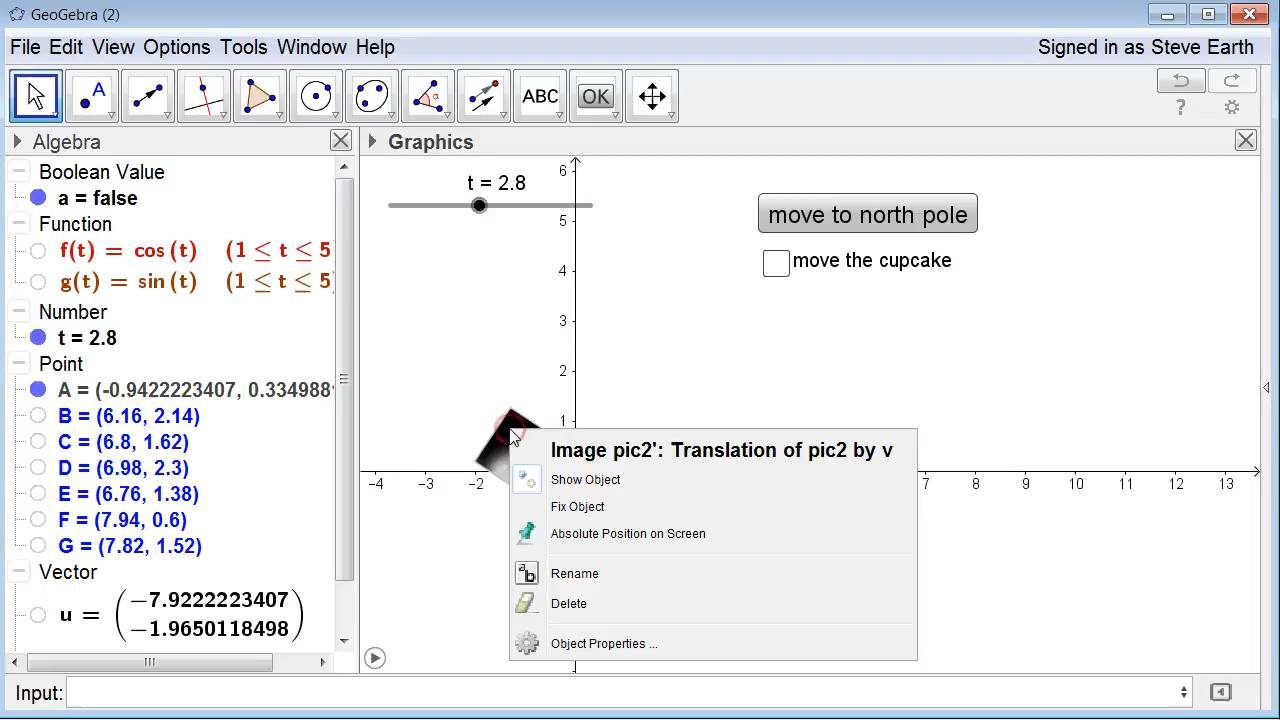 GeoGebra (2)
File Edit View Options Tools Window Help
Signed in as Steve Earth
A
α
ABC
OK
?
Algebra
Graphics
Boolean Value
a = false
Function
f(t) = cos (t) (1 ≤ t ≤ 5
g(t) = sin (t) (1 ≤ t ≤ 5)
Number
t = 2.8
Point
A = (-0.9422223407, 0.334988
B = (6.16, 2.14)
C = (6.8, 1.62)
D = (6.98, 2.3)
E = (6.76, 1.38)
F = (7.94, 0.6)
G = (7.82, 1.52)
Vector
u = (−7.9222223407
−1.9650118498)
t = 2.8
6
5
4
3
2
1
−4 −3 −2 7 8 9 10 11 12 13
move to north pole
move the cupcake
Image pic2': Translation of pic2 by v
Show Object
Fix Object
Absolute Position on Screen
ab
Rename
Delete
Object Properties ...
Input: